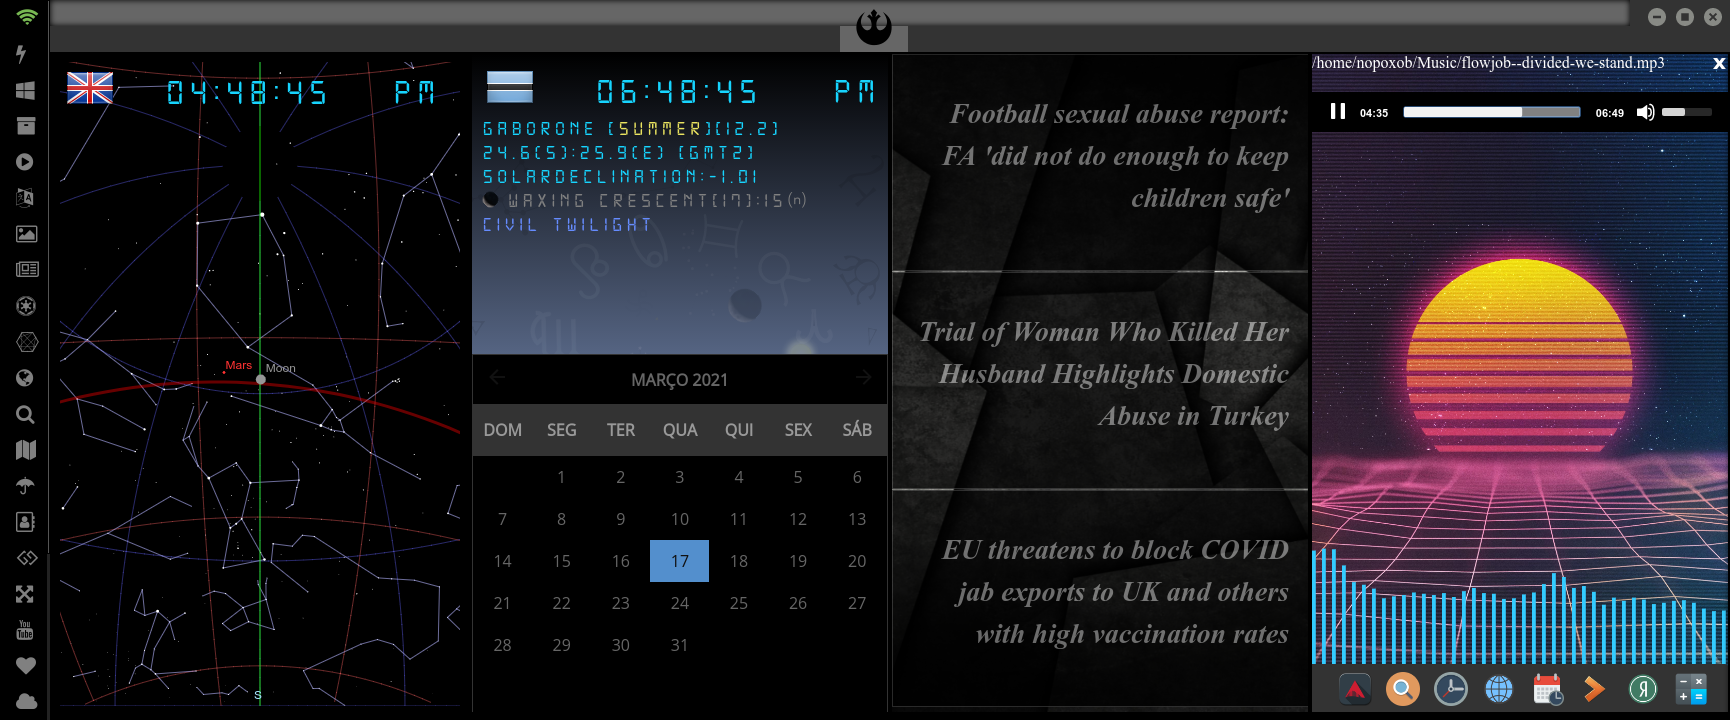 04:48:45 PM
Mars
Moon
S
06:48:45 PM
GABORONE (SUMMER)(12.2)
24.6(S):25.9(E) (GMT2)
SOLARDECLINATION:-1.01
WAXING CRESCENT(17):15(n)
CIVIL TWILIGHT
MARÇO 2021
DOM SEG TER QUA QUI SEX SÁB
1 2 3 4 5 6
7 8 9 10 11 12 13
14 15 16 17 18 19 20
21 22 23 24 25 26 27
28 29 30 31
Football sexual abuse report:
FA 'did not do enough to keep
children safe'
Trial of Woman Who Killed Her
Husband Highlights Domestic
Abuse in Turkey
EU threatens to block COVID
jab exports to UK and others
with high vaccination rates
/home/nopoxob/Music/flowjob--divided-we-stand.mp3 x
04:35 06:49
You
Tube
Я